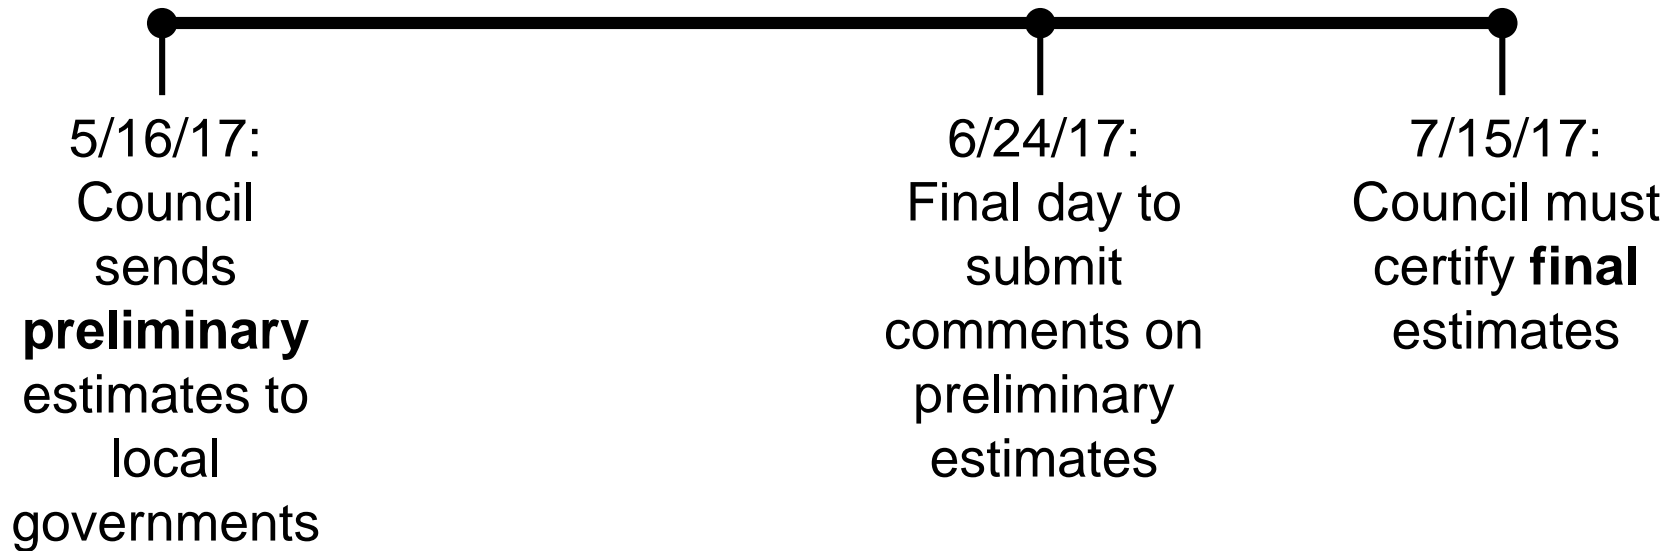 5/16/17:
Council
sends
preliminary
estimates to
local
governments
6/24/17:
Final day to
submit
comments on
preliminary
estimates
7/15/17:
Council must
certify final
estimates